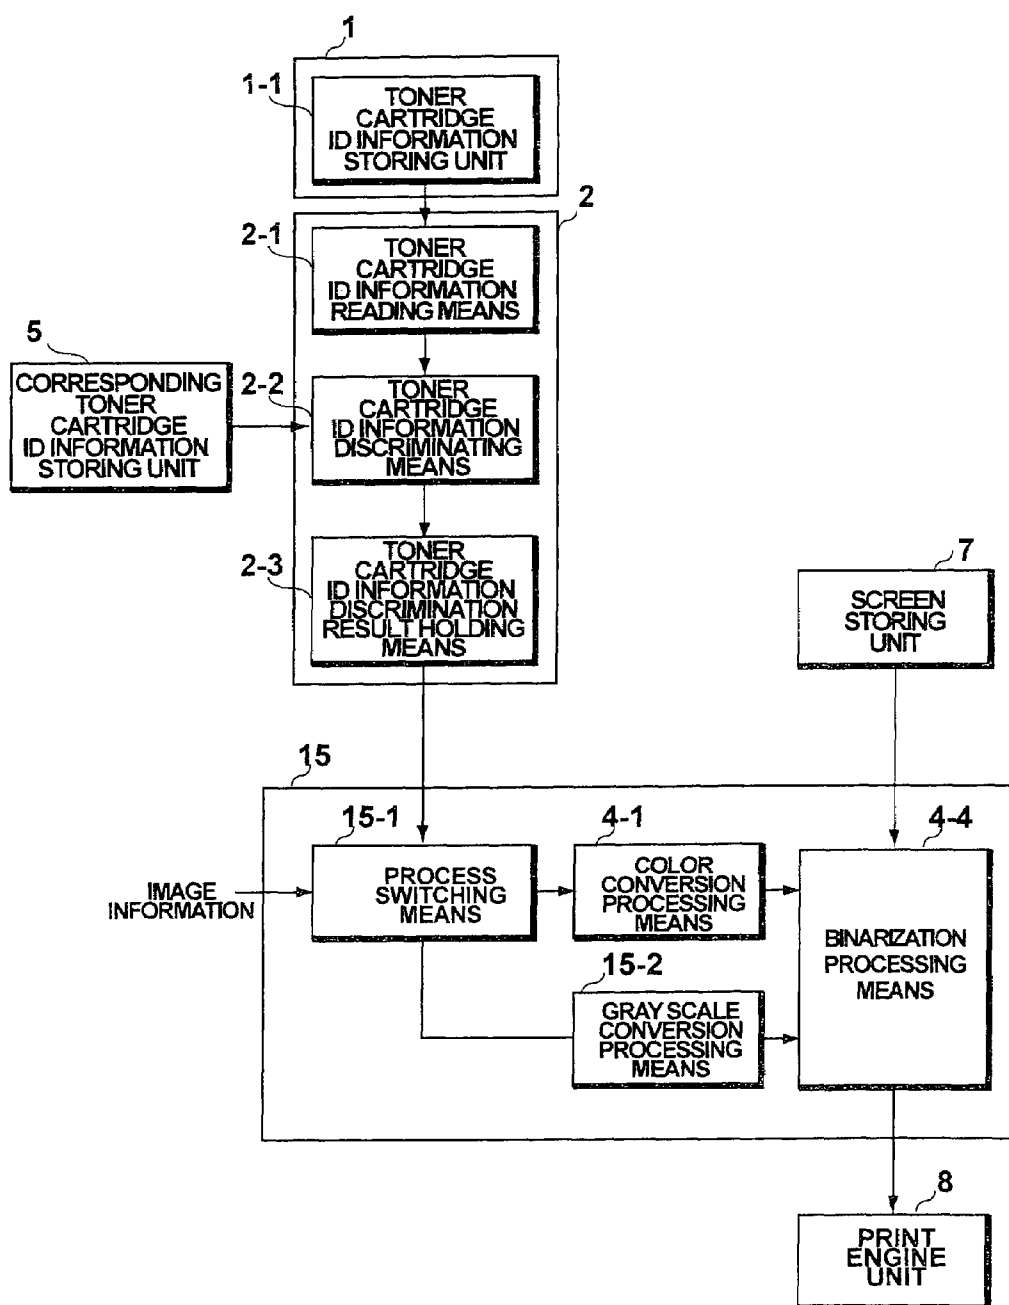 1
1-1
TONER
CARTRIDGE
ID INFORMATION
STORING UNIT
2
2-1
TONER
CARTRIDGE
ID INFORMATION
READING MEANS
5
CORRESPONDING
TONER
CARTRIDGE
ID INFORMATION
STORING UNIT
2-2
TONER
CARTRIDGE
ID INFORMATION
DISCRIMINATING
MEANS
2-3
TONER
CARTRIDGE
ID INFORMATION
DISCRIMINATION
RESULT HOLDING
MEANS
7
SCREEN
STORING
UNIT
15
15-1
PROCESS
SWITCHING
MEANS
IMAGE
INFORMATION
4-1
COLOR
CONVERSION
PROCESSING
MEANS
4-4
BINARIZATION
PROCESSING
MEANS
15-2
GRAY SCALE
CONVERSION
PROCESSING
MEANS
8
PRINT
ENGINE
UNIT